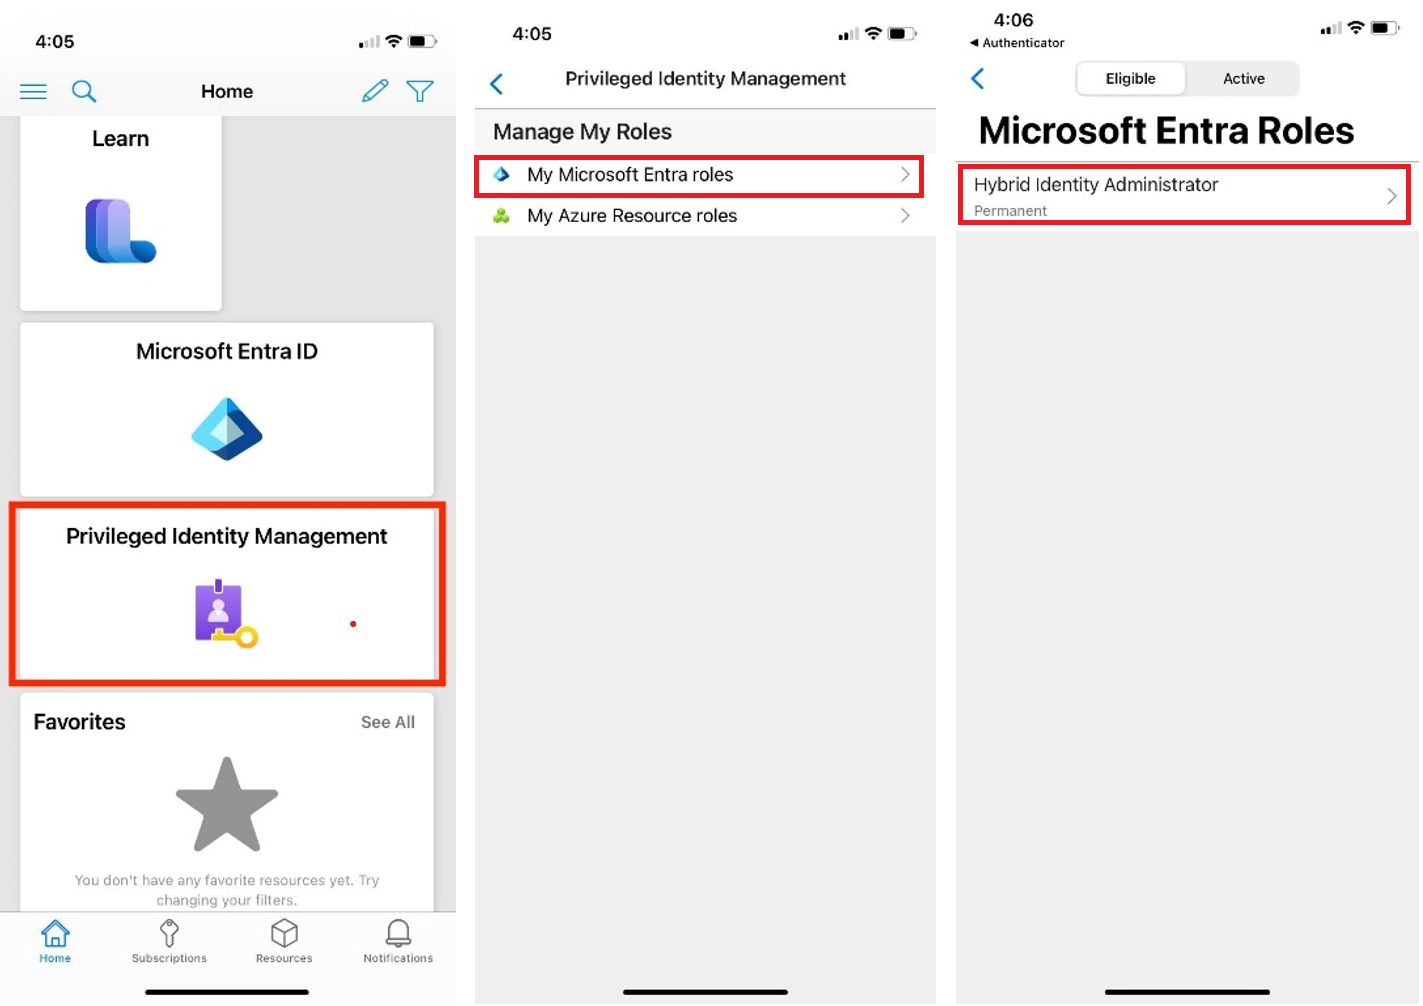 4:05
Home
Learn
Microsoft Entra ID
Privileged Identity Management
Favorites
See All
You don't have any favorite resources yet. Try
changing your filters.
Home
Subscriptions
Resources
Notifications
4:05
Privileged Identity Management
Manage My Roles
My Microsoft Entra roles
My Azure Resource roles
4:06
Authenticator
Eligible
Active
Microsoft Entra Roles
Hybrid Identity Administrator
Permanent